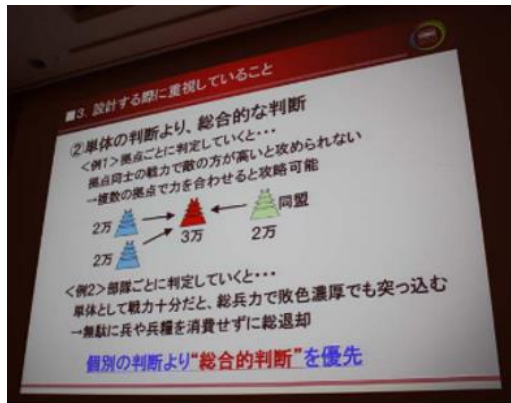 ■3. 設計する際に重視していること
②単体の判断より、総合的な判断
<例1>拠点ごとに判定していくと・・・
拠点同士の戦力で敵の方が高いと攻められない
→複数の拠点で力を合わせると攻略可能
2万
3万
2万
同盟
2万
<例2>部隊ごとに判定していくと・・・
単体として戦力十分だと、総兵力で敗色濃厚でも突っ込む
→無駄に兵や兵糧を消費せずに総退却
個別の判断より“総合的判断”を優先